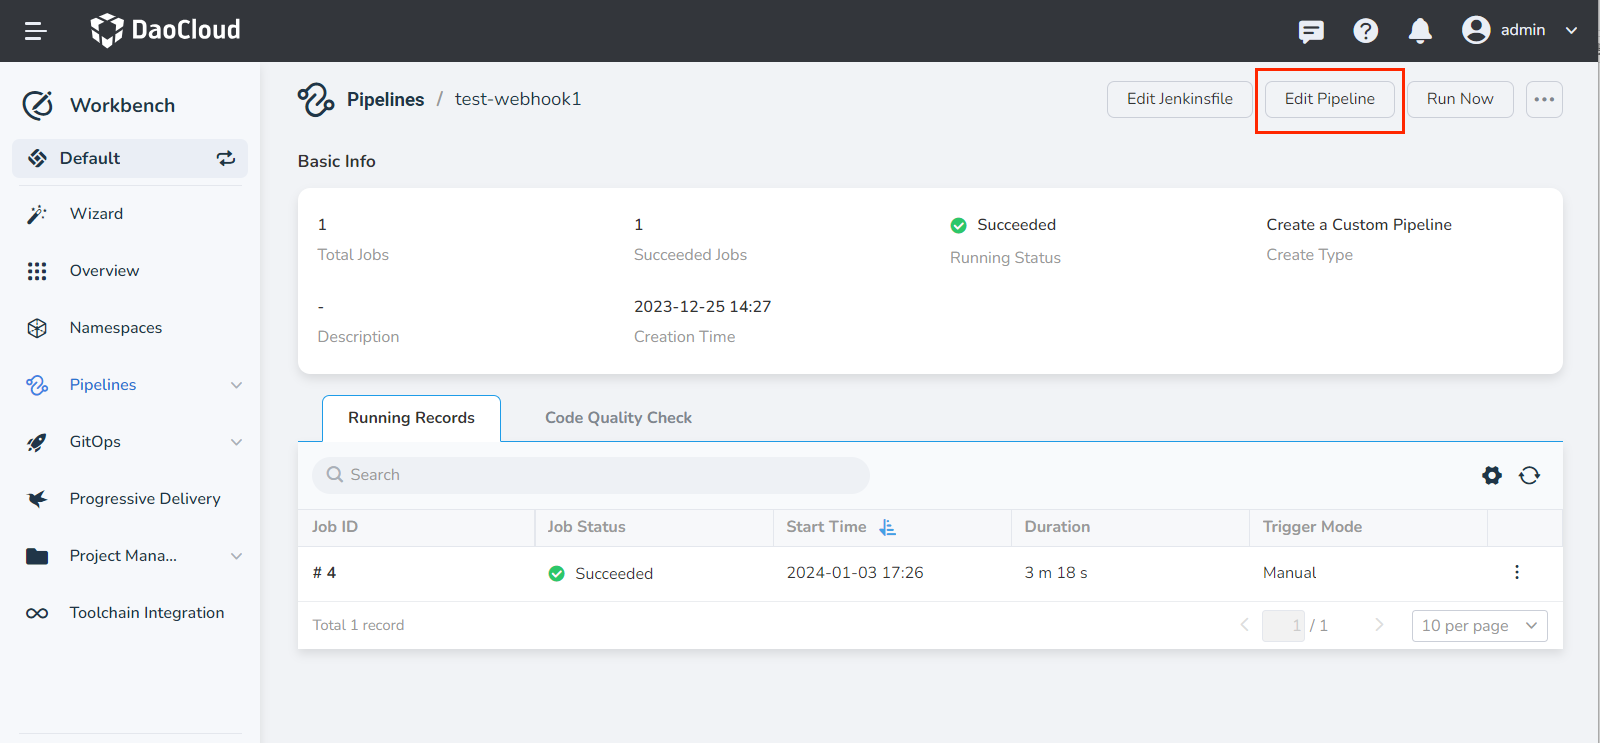 DaoCloud
admin
Workbench
Default
Wizard
Overview
Namespaces
Pipelines
GitOps
Progressive Delivery
Project Mana...
Toolchain Integration
Pipelines / test-webhook1
Edit Jenkinsfile
Edit Pipeline
Run Now
Basic Info
1
Total Jobs
1
Succeeded Jobs
Succeeded
Running Status
Create a Custom Pipeline
Create Type
-
Description
2023-12-25 14:27
Creation Time
Running Records
Code Quality Check
Search
Job ID Job Status Start Time Duration Trigger Mode
# 4 Succeeded 2024-01-03 17:26 3 m 18 s Manual
Total 1 record
1 / 1
10 per page